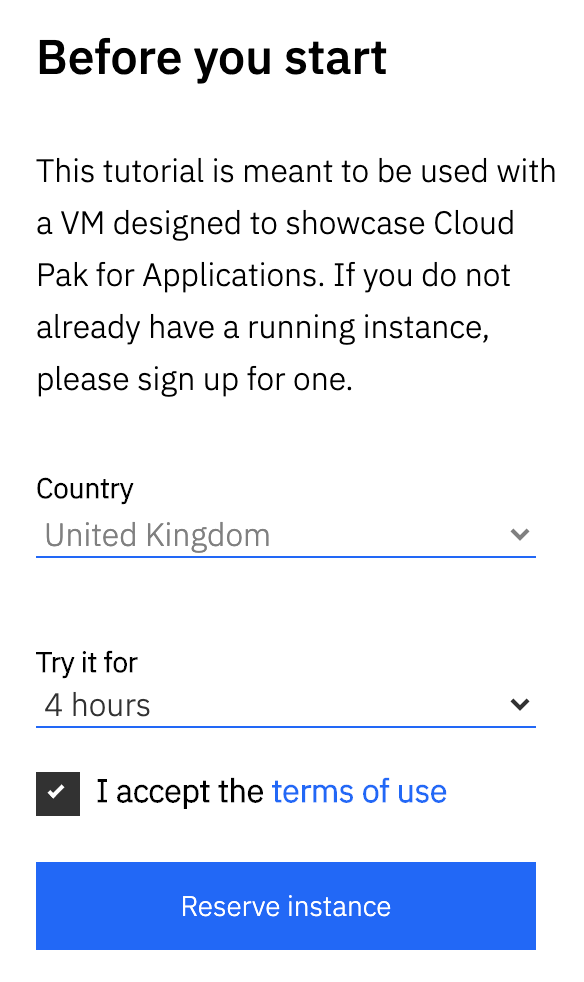 Before you start
This tutorial is meant to be used with
a VM designed to showcase Cloud
Pak for Applications. If you do not
already have a running instance,
please sign up for one.
Country
United Kingdom
Try it for
4 hours
I accept the terms of use
Reserve instance